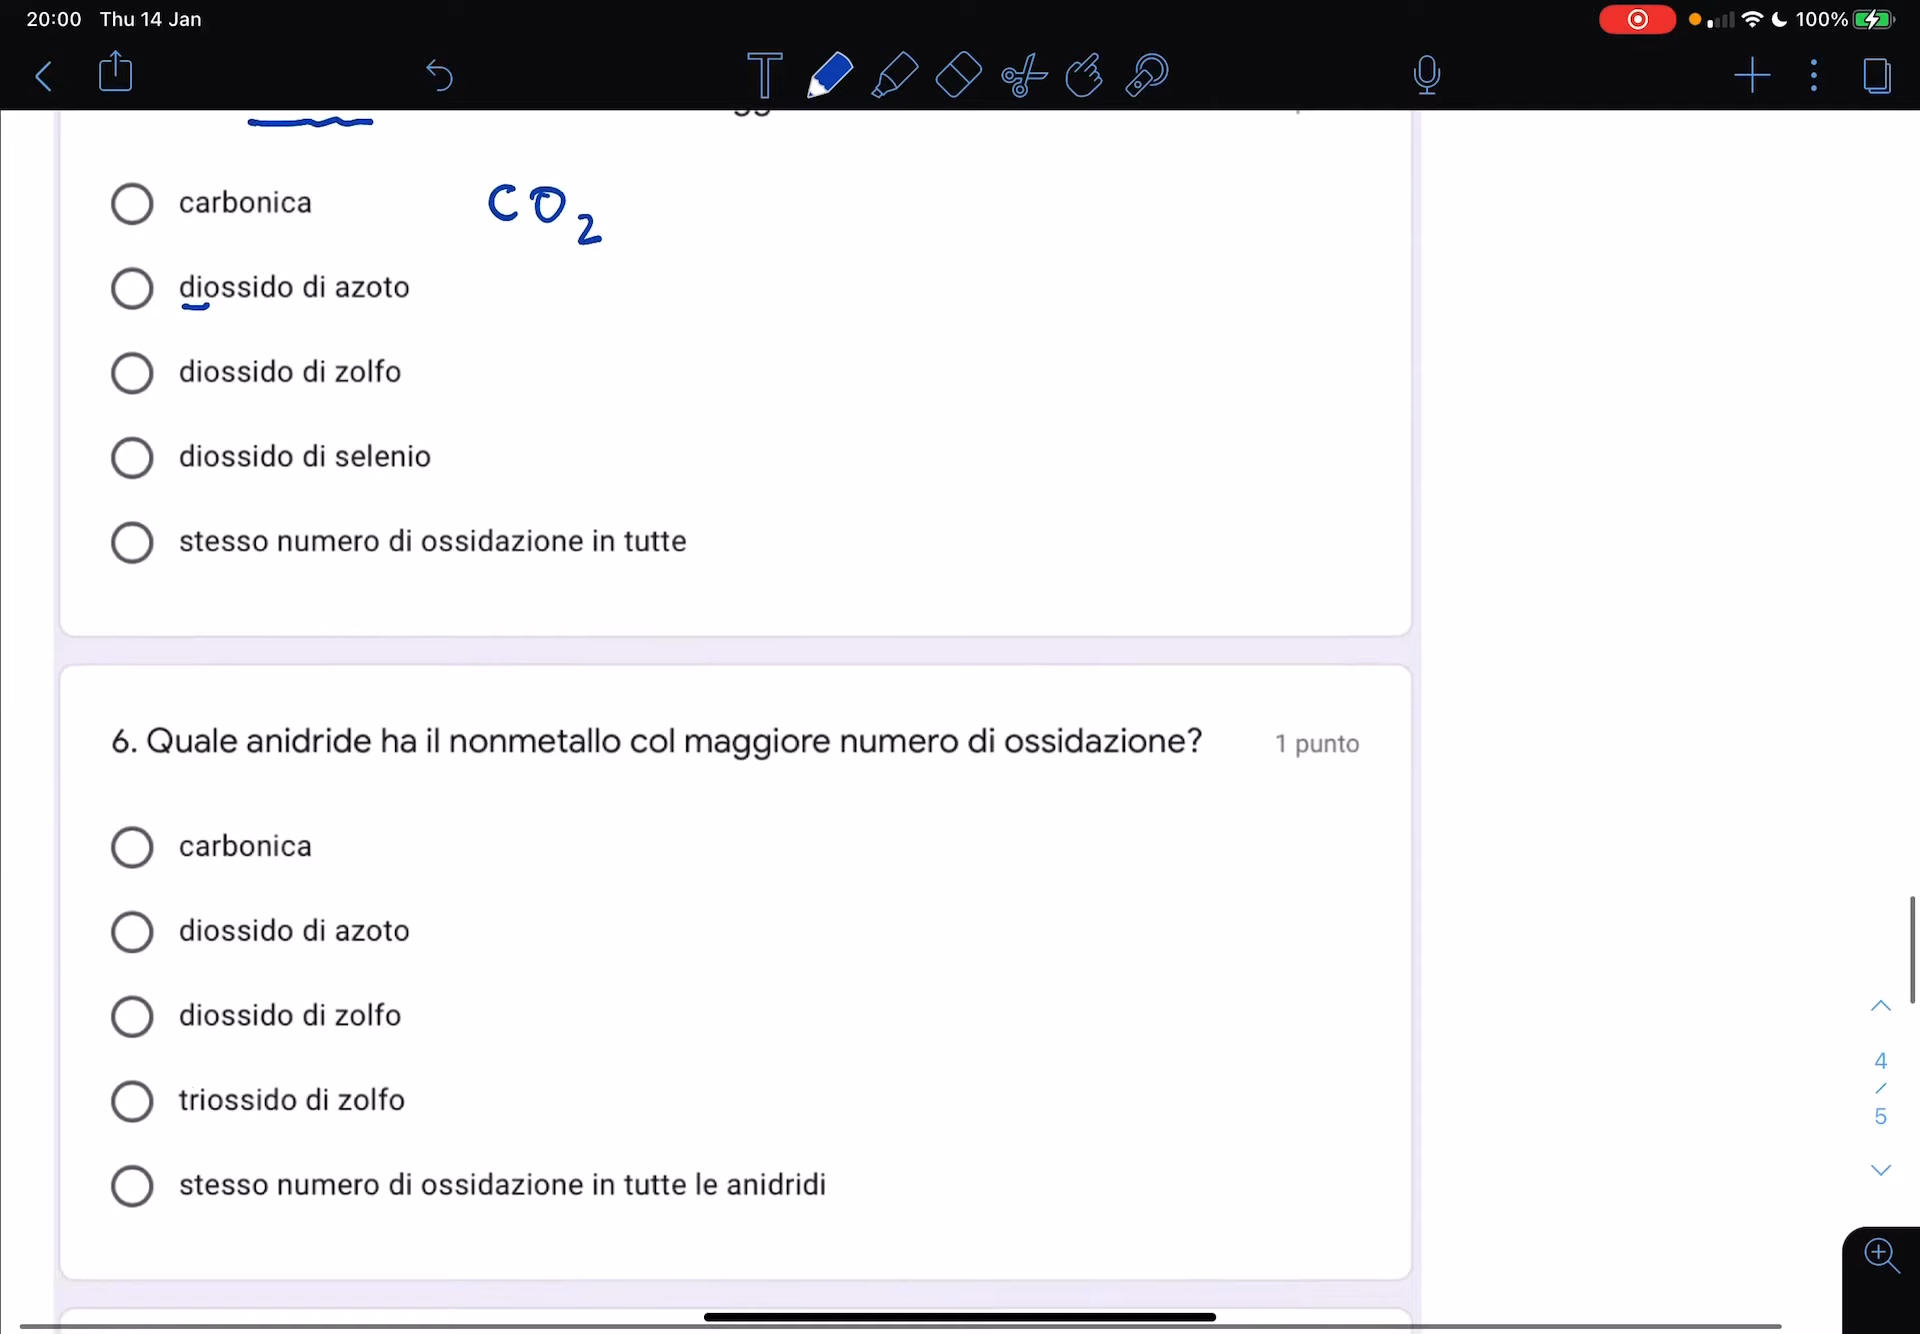 20:00 Thu 14 Jan 100%
T
carbonica
CO2
diossido di azoto
diossido di zolfo
diossido di selenio
stesso numero di ossidazione in tutte
6. Quale anidride ha il nonmetallo col maggiore numero di ossidazione? 1 punto
carbonica
diossido di azoto
diossido di zolfo
triossido di zolfo
stesso numero di ossidazione in tutte le anidridi
4
/
5